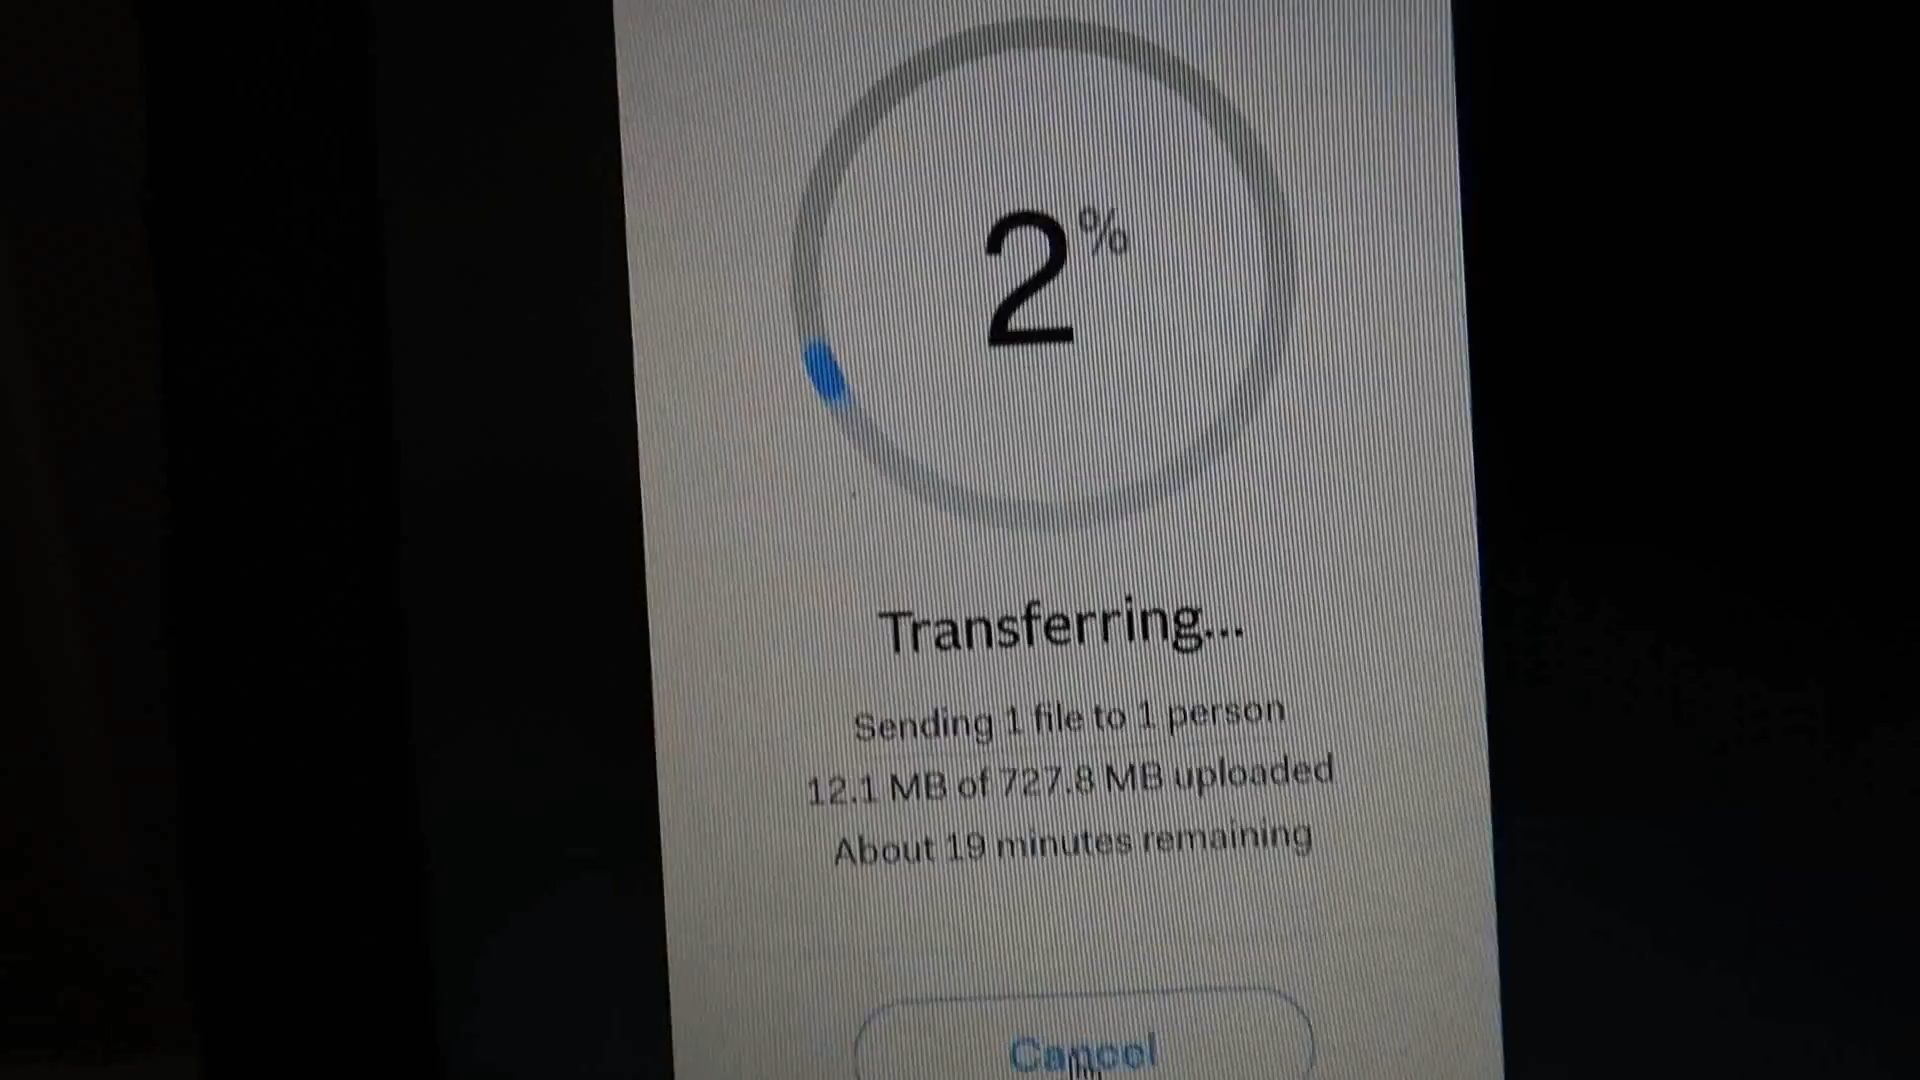 2%
Transferring...
Sending 1 file to 1 person
12.1 MB of 727.8 MB uploaded
About 19 minutes remaining
Cancel